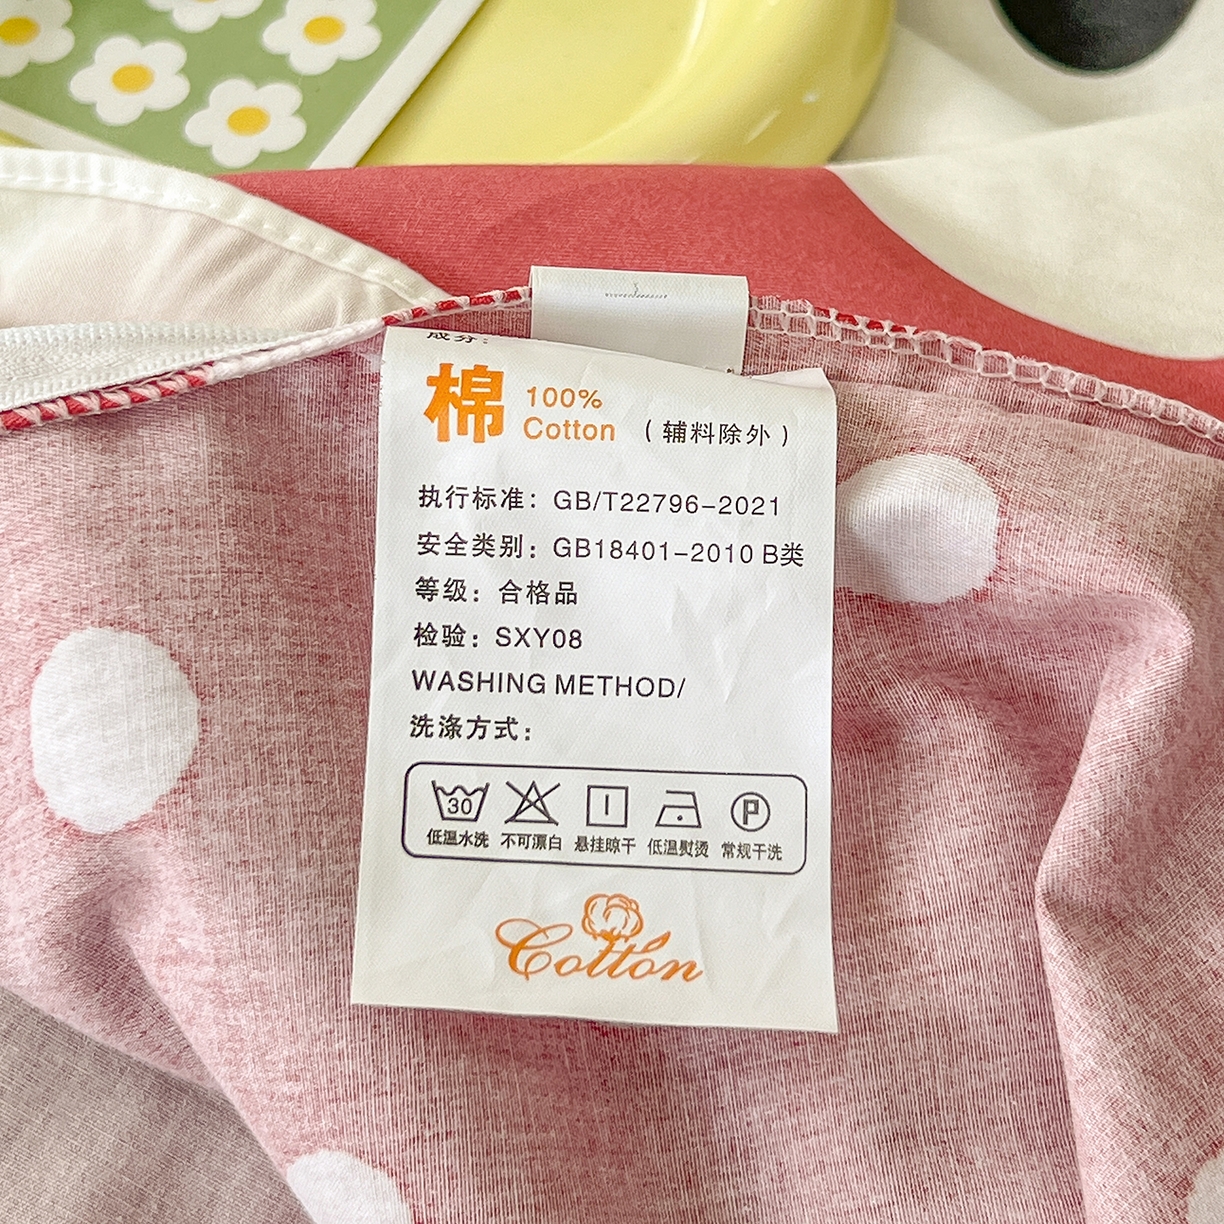 成分:
棉 100% Cotton (辅料除外)
执行标准: GB/T22796-2021
安全类别: GB18401-2010 B类
等级: 合格品
检验: SXY08
WASHING METHOD/
洗涤方式:
30
P
低温水洗 不可漂白 悬挂晾干 低温熨烫 常规干洗
Cotton